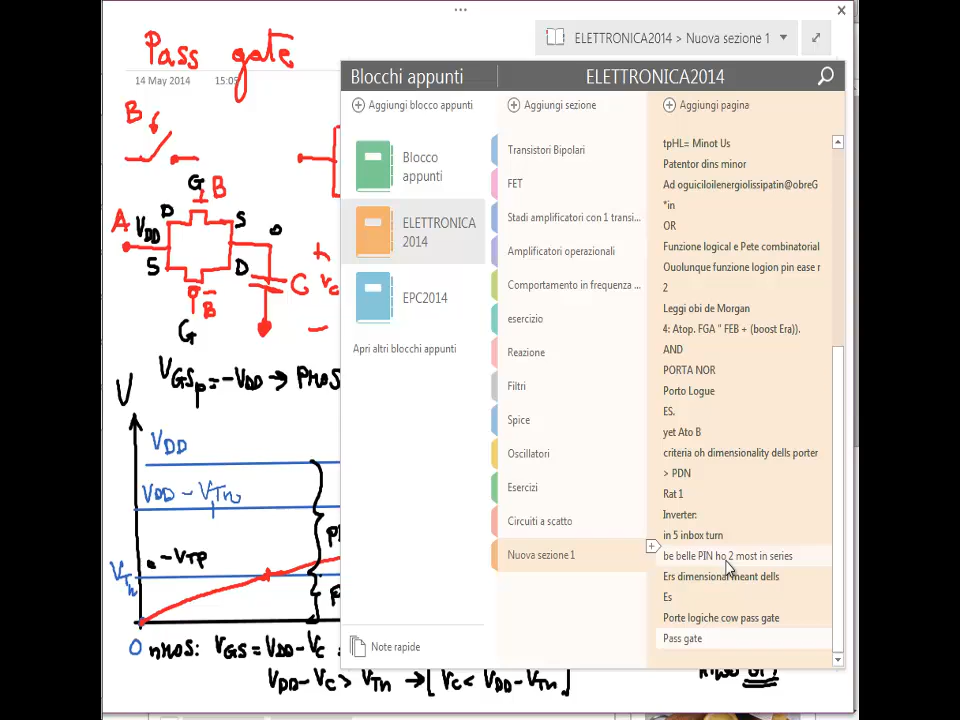 ELETTRONICA2014 > Nuova sezione 1
Pass gate
14 May 2014 15:05
Blocchi appunti
ELETTRONICA2014
Aggiungi blocco appunti
Aggiungi sezione
Aggiungi pagina
Blocco appunti
ELETTRONICA 2014
EPC2014
Apri altri blocchi appunti
Note rapide
Transistori Bipolari
FET
Stadi amplificatori con 1 transi...
Amplificatori operazionali
Comportamento in frequenza ...
esercizio
Reazione
Filtri
Spice
Oscillatori
Esercizi
Circuiti a scatto
Nuova sezione 1
tpHL= Minot Us
Patentor dins minor
Ad oguiciloilenergiolissipatin@obreG
*in
OR
Funzione logical e Pete combinatorial
Ouolunque funzione logion pin ease r
2
Leggi obi de Morgan
4: Atop. FGA " FEB + (boost Era)).
AND
PORTA NOR
Porto Logue
ES.
yet Ato B
criteria oh dimensionality dells porter
> PDN
Rat 1
Inverter:
in 5 inbox turn
be belle PIN ho 2 most in series
Ers dimensional meant dells
Es
Porte logiche cow pass gate
Pass gate
B
G B
A VDD D S
S D C
B
G
VGSp = -VDD → PMOS
V
VDD
VDD - VTn
-VTp
VTn
0 nMOS: VGS = VDD - VC
VDD - VC > VTn → [VC < VDD - VTn]